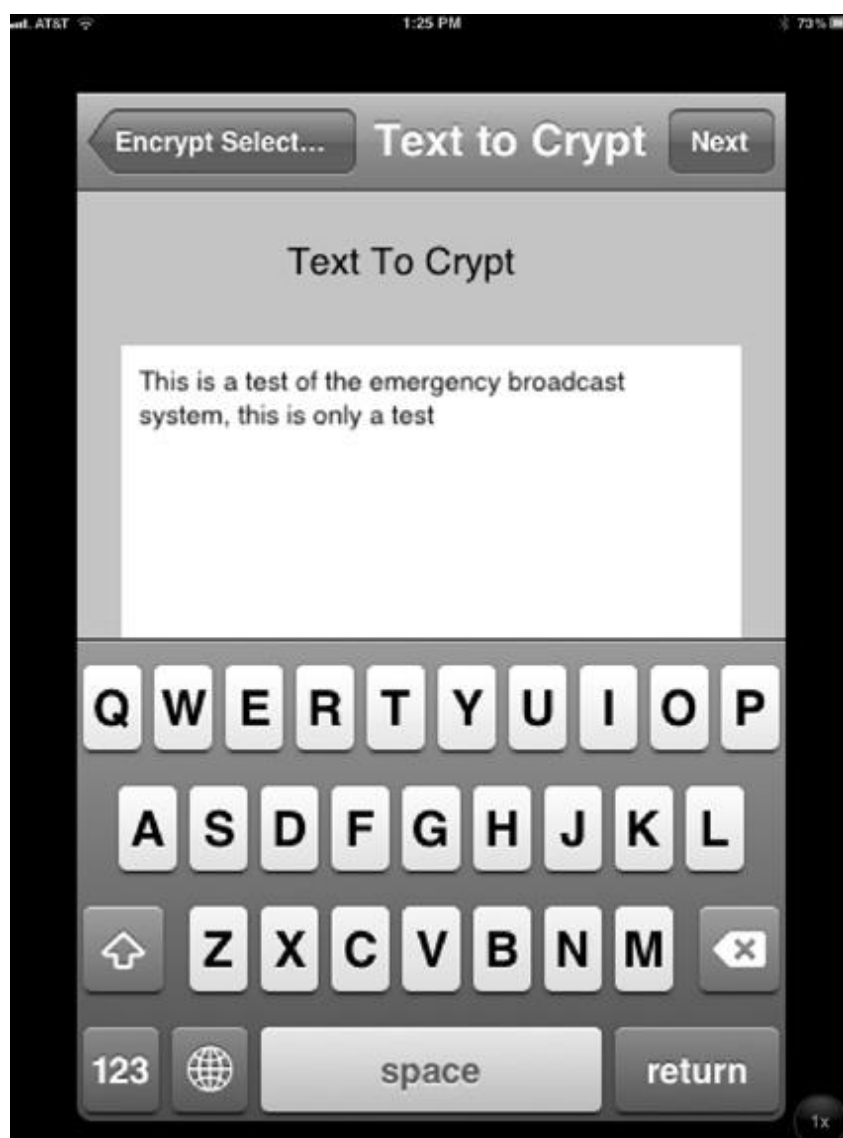 AT&T 1:25 PM 73%
Encrypt Select... Text to Crypt Next
Text To Crypt
This is a test of the emergency broadcast
system, this is only a test
Q W E R T Y U I O P
A S D F G H J K L
Z X C V B N M
123 space return
1x